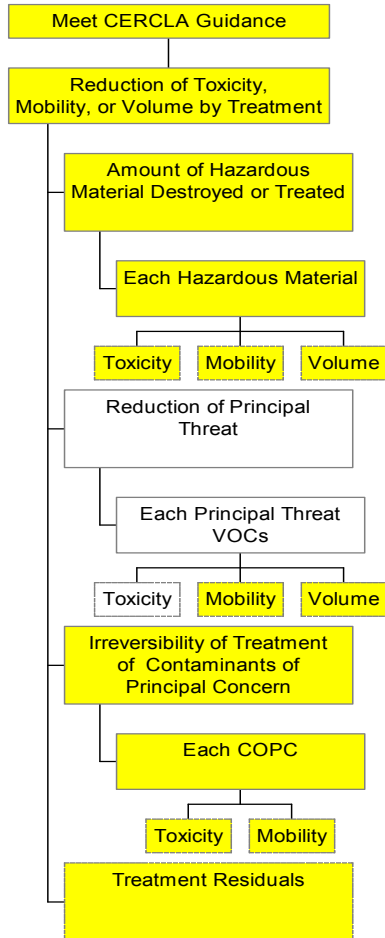 Meet CERCLA Guidance
Reduction of Toxicity,
Mobility, or Volume by Treatment
Amount of Hazardous
Material Destroyed or Treated
Each Hazardous Material
Toxicity Mobility Volume
Reduction of Principal
Threat
Each Principal Threat
VOCs
Toxicity Mobility Volume
Irreversibility of Treatment
of Contaminants of
Principal Concern
Each COPC
Toxicity Mobility
Treatment Residuals